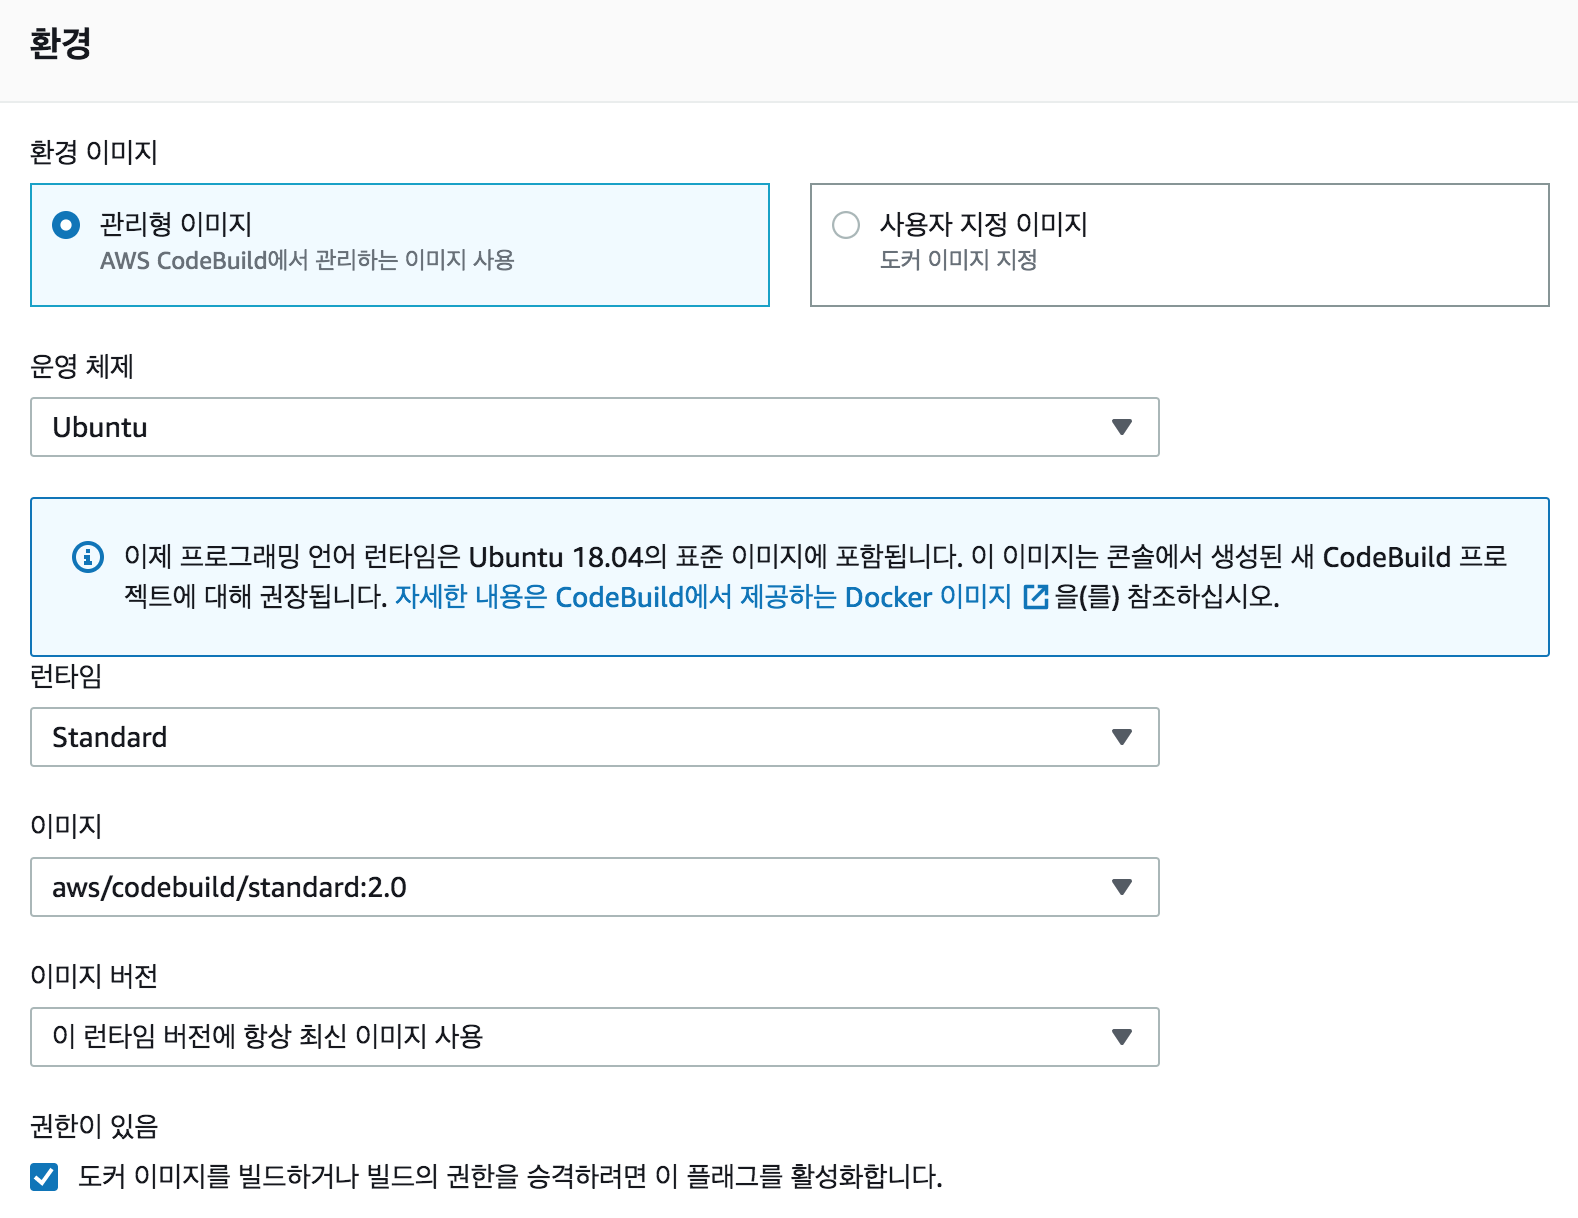 환경
환경 이미지
관리형 이미지
AWS CodeBuild에서 관리하는 이미지 사용
사용자 지정 이미지
도커 이미지 지정
운영 체제
Ubuntu
이제 프로그래밍 언어 런타임은 Ubuntu 18.04의 표준 이미지에 포함됩니다. 이 이미지는 콘솔에서 생성된 새 CodeBuild 프로
젝트에 대해 권장됩니다. 자세한 내용은 CodeBuild에서 제공하는 Docker 이미지 을(를) 참조하십시오.
런타임
Standard
이미지
aws/codebuild/standard:2.0
이미지 버전
이 런타임 버전에 항상 최신 이미지 사용
권한이 있음
도커 이미지를 빌드하거나 빌드의 권한을 승격하려면 이 플래그를 활성화합니다.